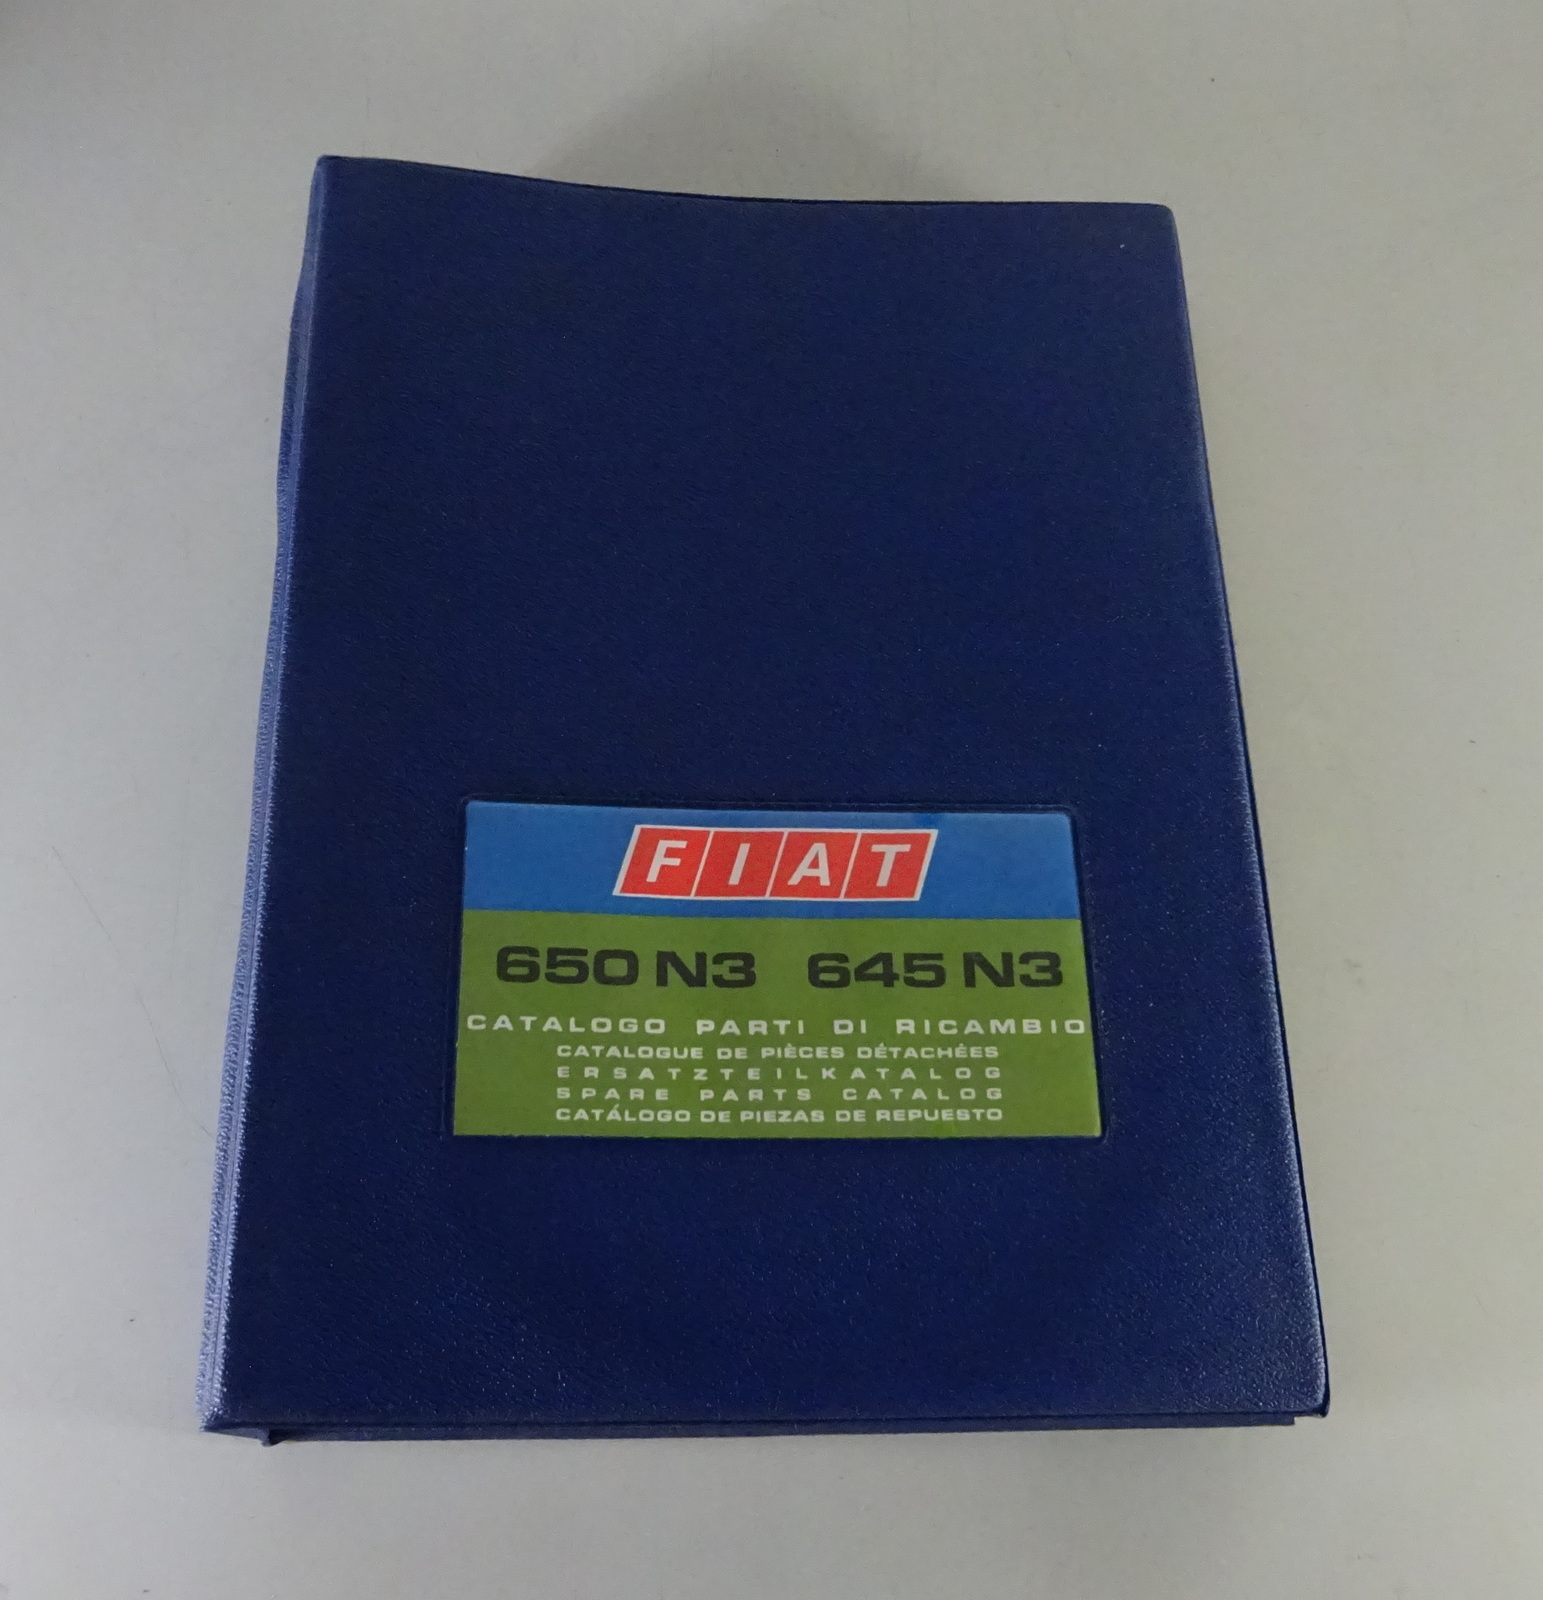 FIAT
650 N3 645 N3
CATALOGO PARTI DI RICAMBIO
CATALOGUE DE PIÈCES DÉTACHÉES
ERSATZTEILKATALOG
SPARE PARTS CATALOG
CATÁLOGO DE PIEZAS DE REPUESTO